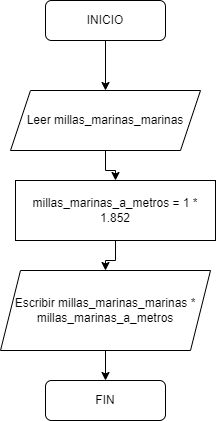 INICIO
Leer millas_marinas_marinas
millas_marinas_a_metros = 1 *
1.852
Escribir millas_marinas_marinas *
millas_marinas_a_metros
FIN